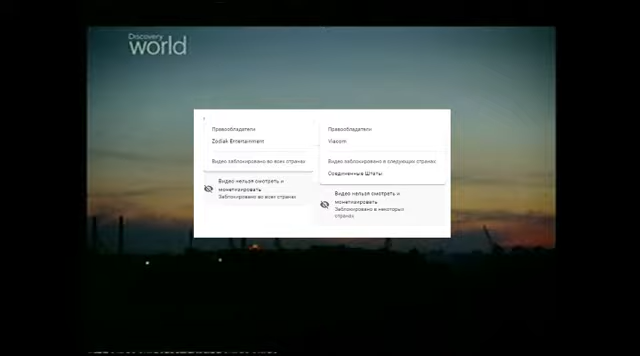 Discovery
world
Правообладатели
Zodiak Entertainment
Видео заблокировано во всех странах
Видео нельзя смотреть и
монетизировать
Заблокировано во всех странах
Правообладатели
Viacom
Видео заблокировано в следующих странах
Соединенные Штаты
Видео нельзя смотреть и
монетизировать
Заблокировано в некоторых
странах